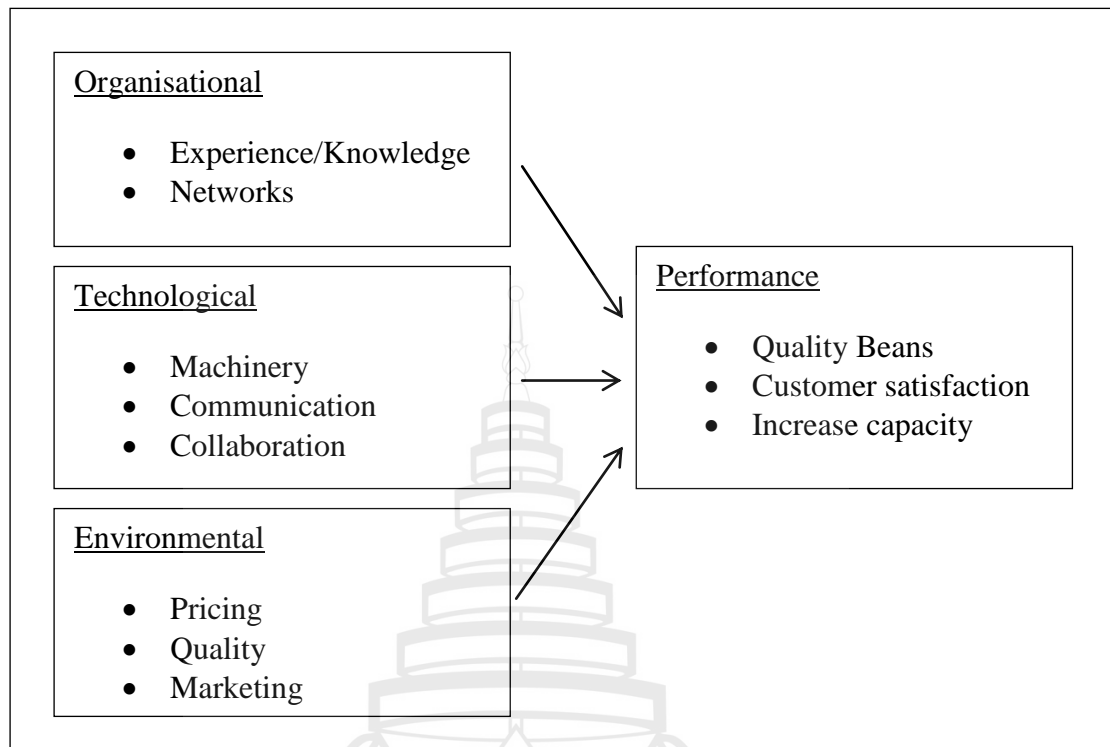 Organisational
• Experience/Knowledge
• Networks
Technological
• Machinery
• Communication
• Collaboration
Environmental
• Pricing
• Quality
• Marketing
Performance
• Quality Beans
• Customer satisfaction
• Increase capacity